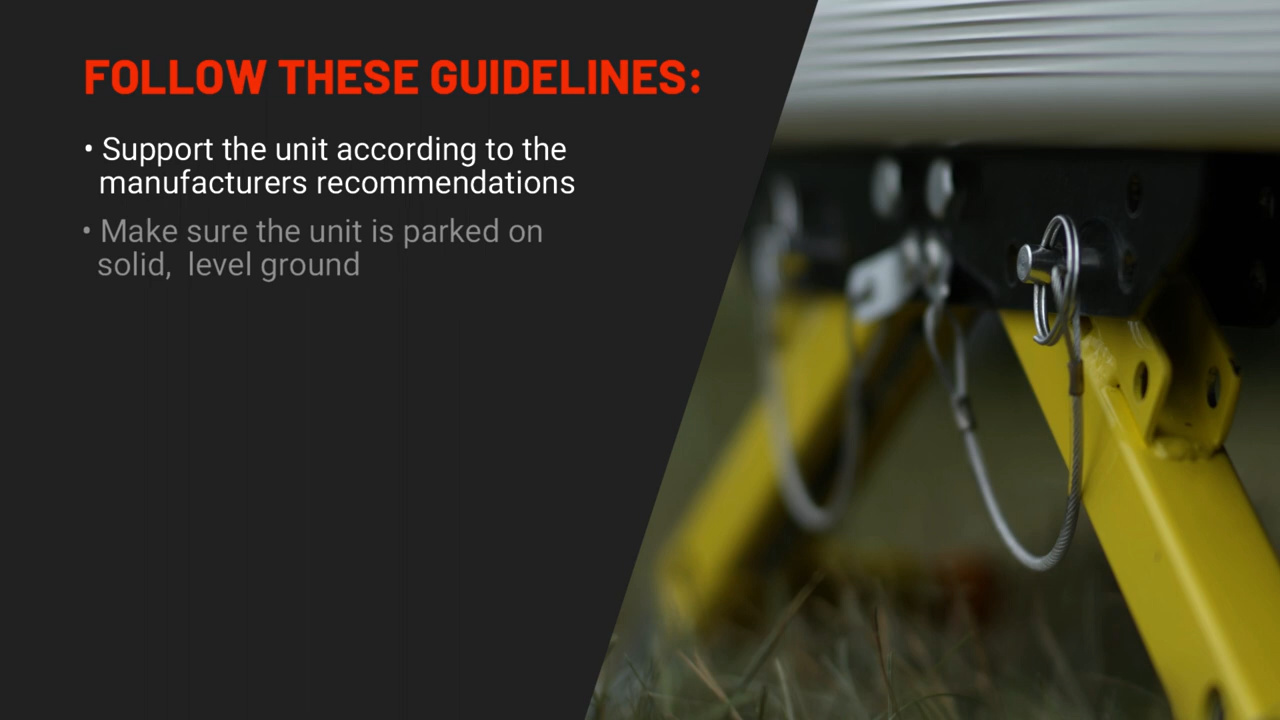 FOLLOW THESE GUIDELINES:
• Support the unit according to the
manufacturers recommendations
• Make sure the unit is parked on
solid,  level ground